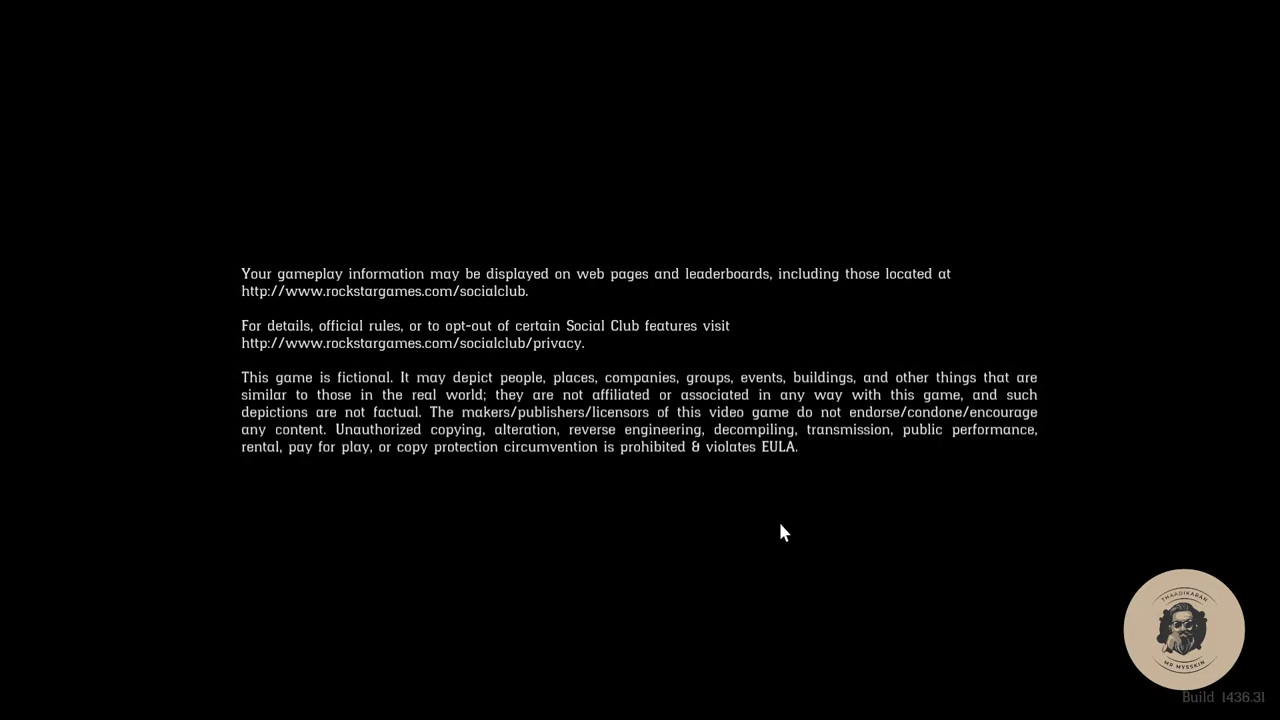 Your gameplay information may be displayed on web pages and leaderboards, including those located at
http://www.rockstargames.com/socialclub.
For details, official rules, or to opt-out of certain Social Club features visit
http://www.rockstargames.com/socialclub/privacy.
This game is fictional. It may depict people, places, companies, groups, events, buildings, and other things that are
similar to those in the real world; they are not affiliated or associated in any way with this game, and such
depictions are not factual. The makers/publishers/licensors of this video game do not endorse/condone/encourage
any content. Unauthorized copying, alteration, reverse engineering, decompiling, transmission, public performance,
rental, pay for play, or copy protection circumvention is prohibited & violates EULA.
THAADIKARAN
MR MYSSKIN
Build 1436.31